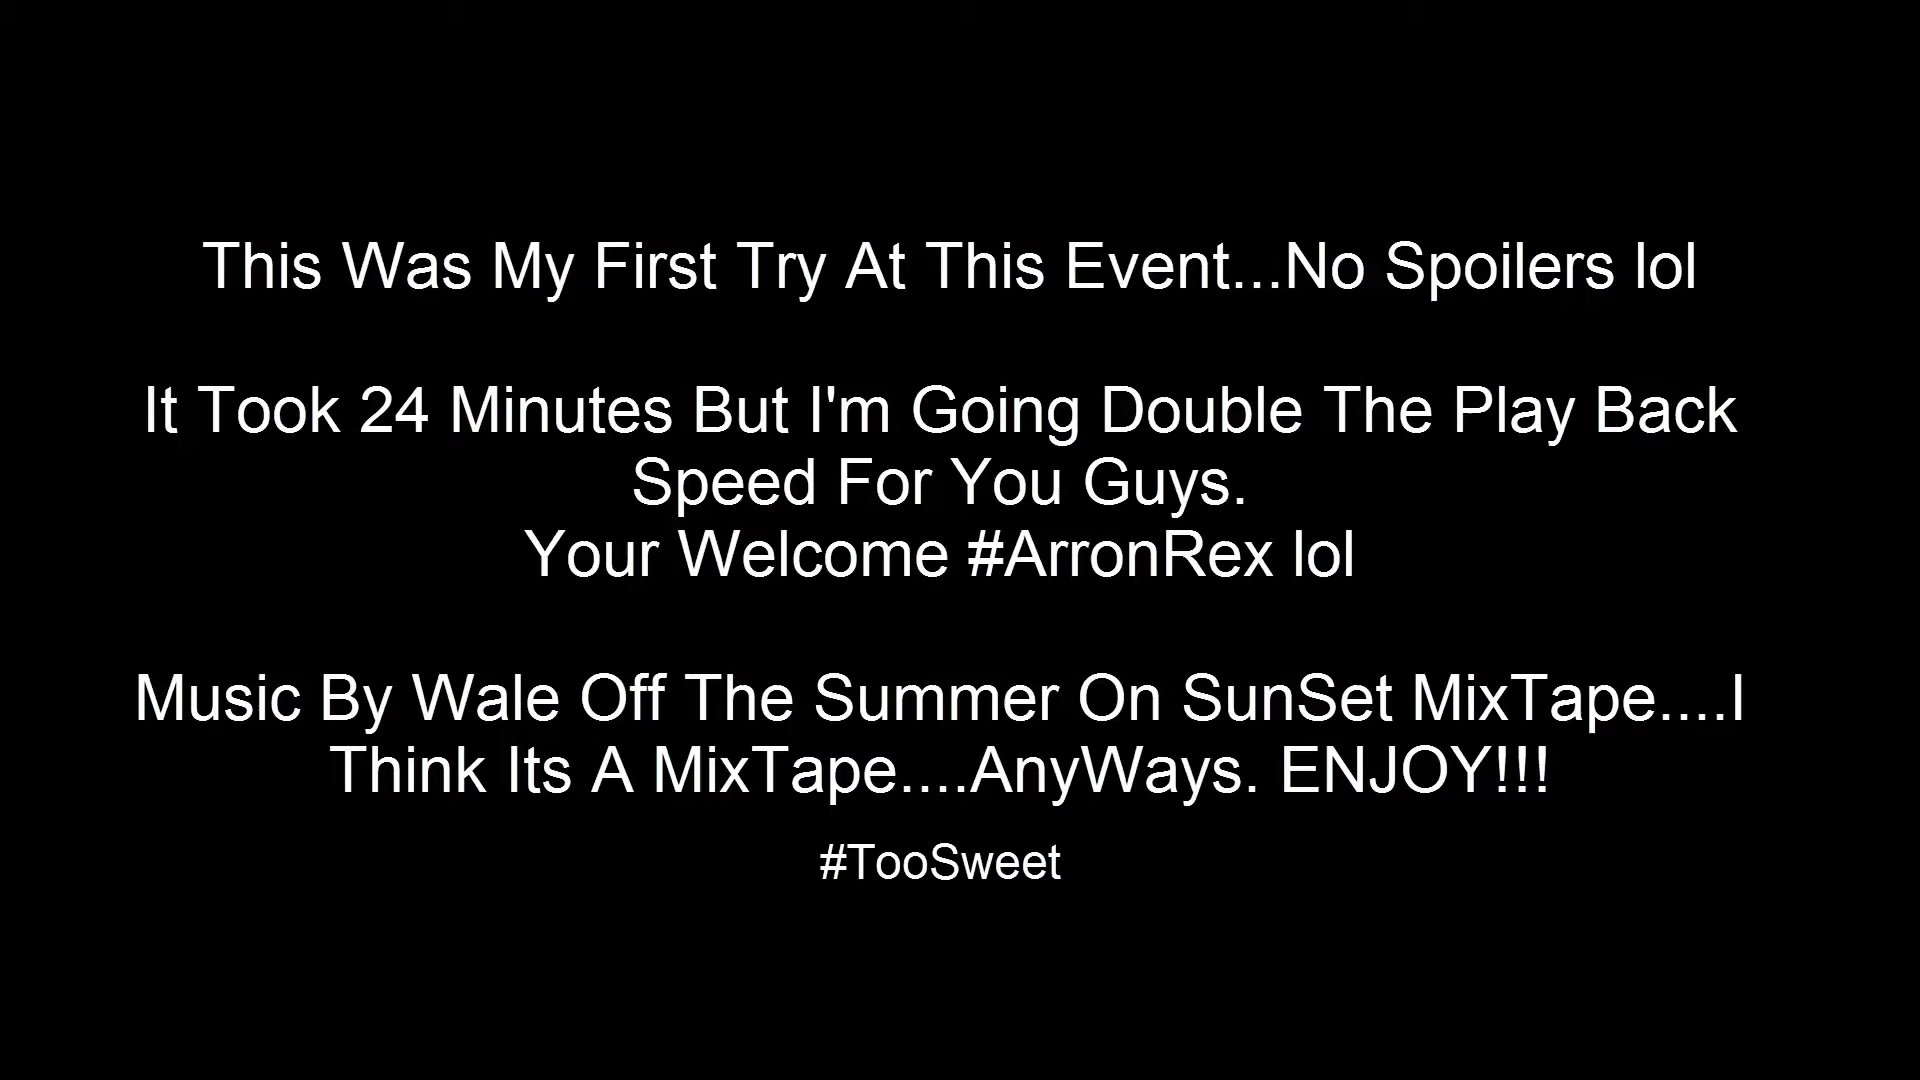 This Was My First Try At This Event...No Spoilers lol
It Took 24 Minutes But I'm Going Double The Play Back
Speed For You Guys.
Your Welcome #ArronRex lol
Music By Wale Off The Summer On SunSet MixTape....I
Think Its A MixTape....AnyWays. ENJOY!!!
#TooSweet